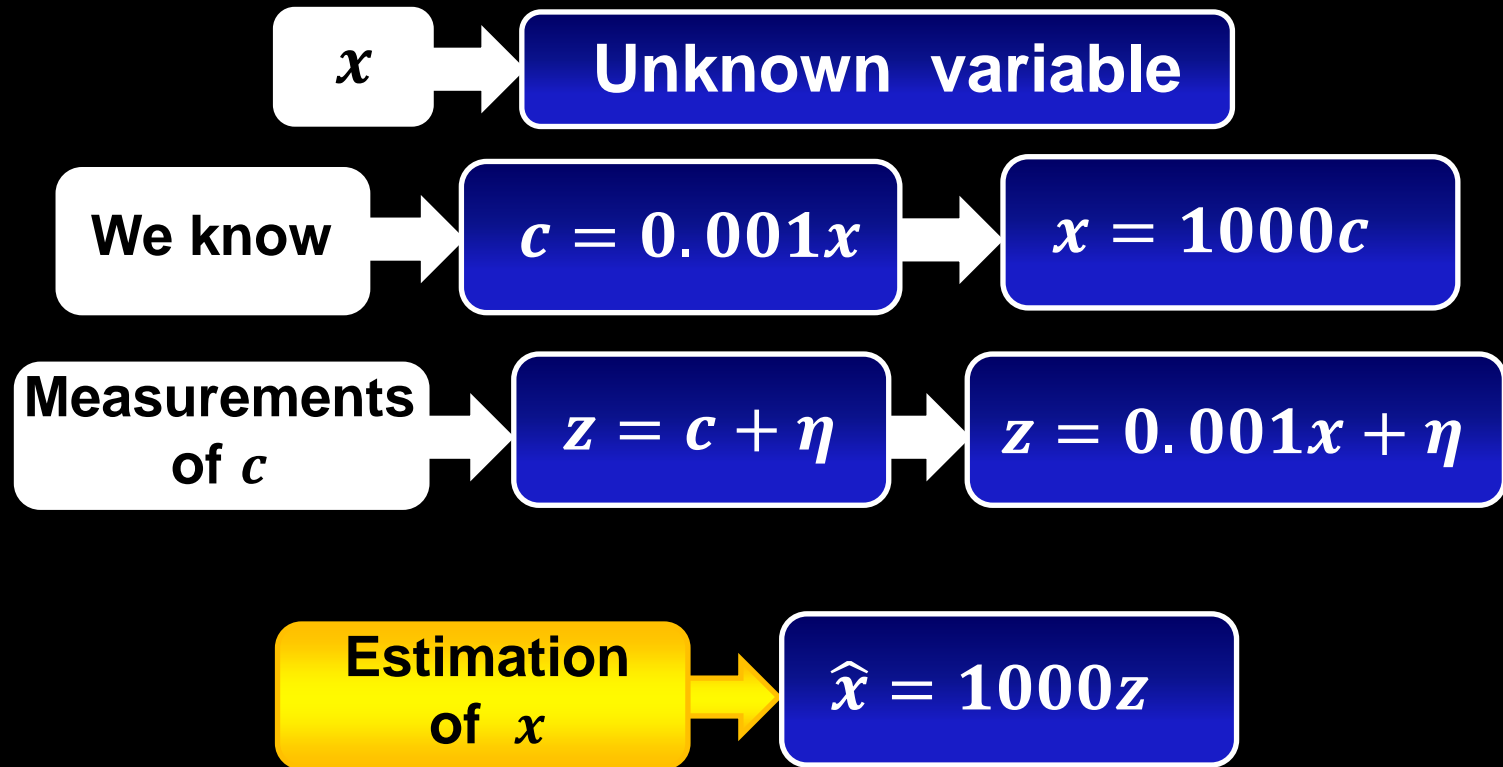 x
Unknown variable
We know
c = 0.001x
x = 1000c
Measurements
of c
z = c + η
z = 0.001x + η
Estimation
of x
x̂ = 1000z